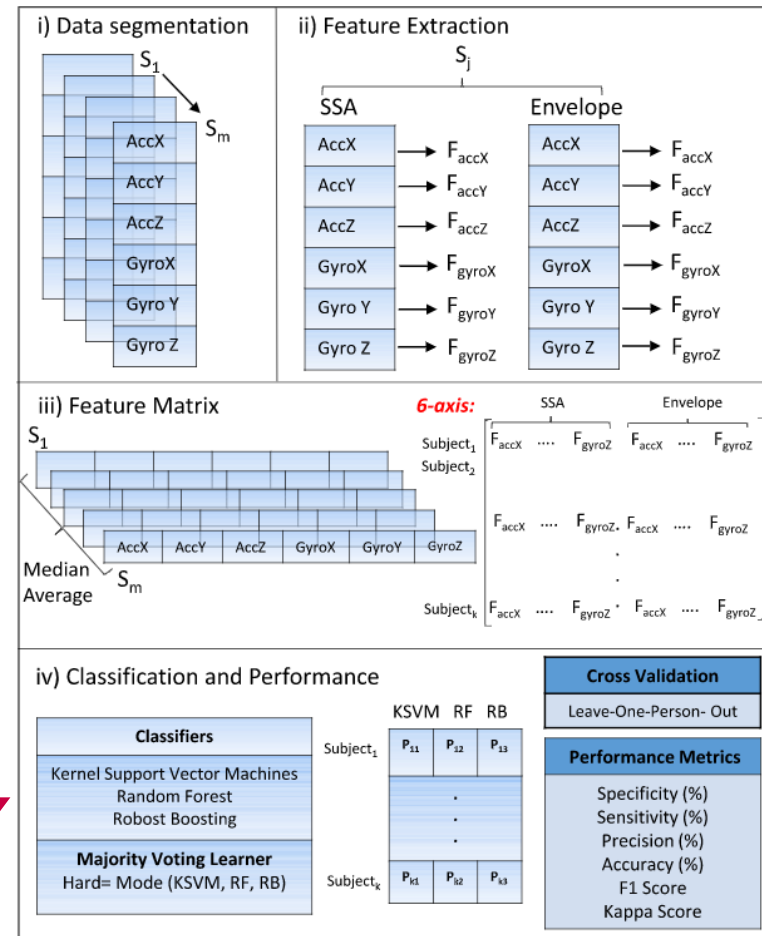 i) Data segmentation
S1
Sm
AccX
AccY
AccZ
GyroX
Gyro Y
Gyro Z
ii) Feature Extraction
Sj
SSA
AccX FaccX
AccY FaccY
AccZ FaccZ
GyroX FgyroX
Gyro Y FgyroY
Gyro Z FgyroZ
Envelope
AccX FaccX
AccY FaccY
AccZ FaccZ
GyroX FgyroX
Gyro Y FgyroY
Gyro Z FgyroZ
iii) Feature Matrix
S1
AccX AccY AccZ GyroX GyroY GyroZ
Median
Average
Sm
6-axis:
SSA Envelope
Subject1 FaccX .... FgyroZ FaccX .... FgyroZ
Subject2
FaccX .... FgyroZ. FaccX .... FgyroZ
.
.
Subjectk FaccX .... FgyroZ . FaccX .... FgyroZ
iv) Classification and Performance
Classifiers
Kernel Support Vector Machines
Random Forest
Robost Boosting
Majority Voting Learner
Hard= Mode (KSVM, RF, RB)
KSVM RF RB
Subject1 P11 P12 P13
.
.
.
Subjectk Pk1 Pk2 Pk3
Cross Validation
Leave-One-Person- Out
Performance Metrics
Specificity (%)
Sensitivity (%)
Precision (%)
Accuracy (%)
F1 Score
Kappa Score